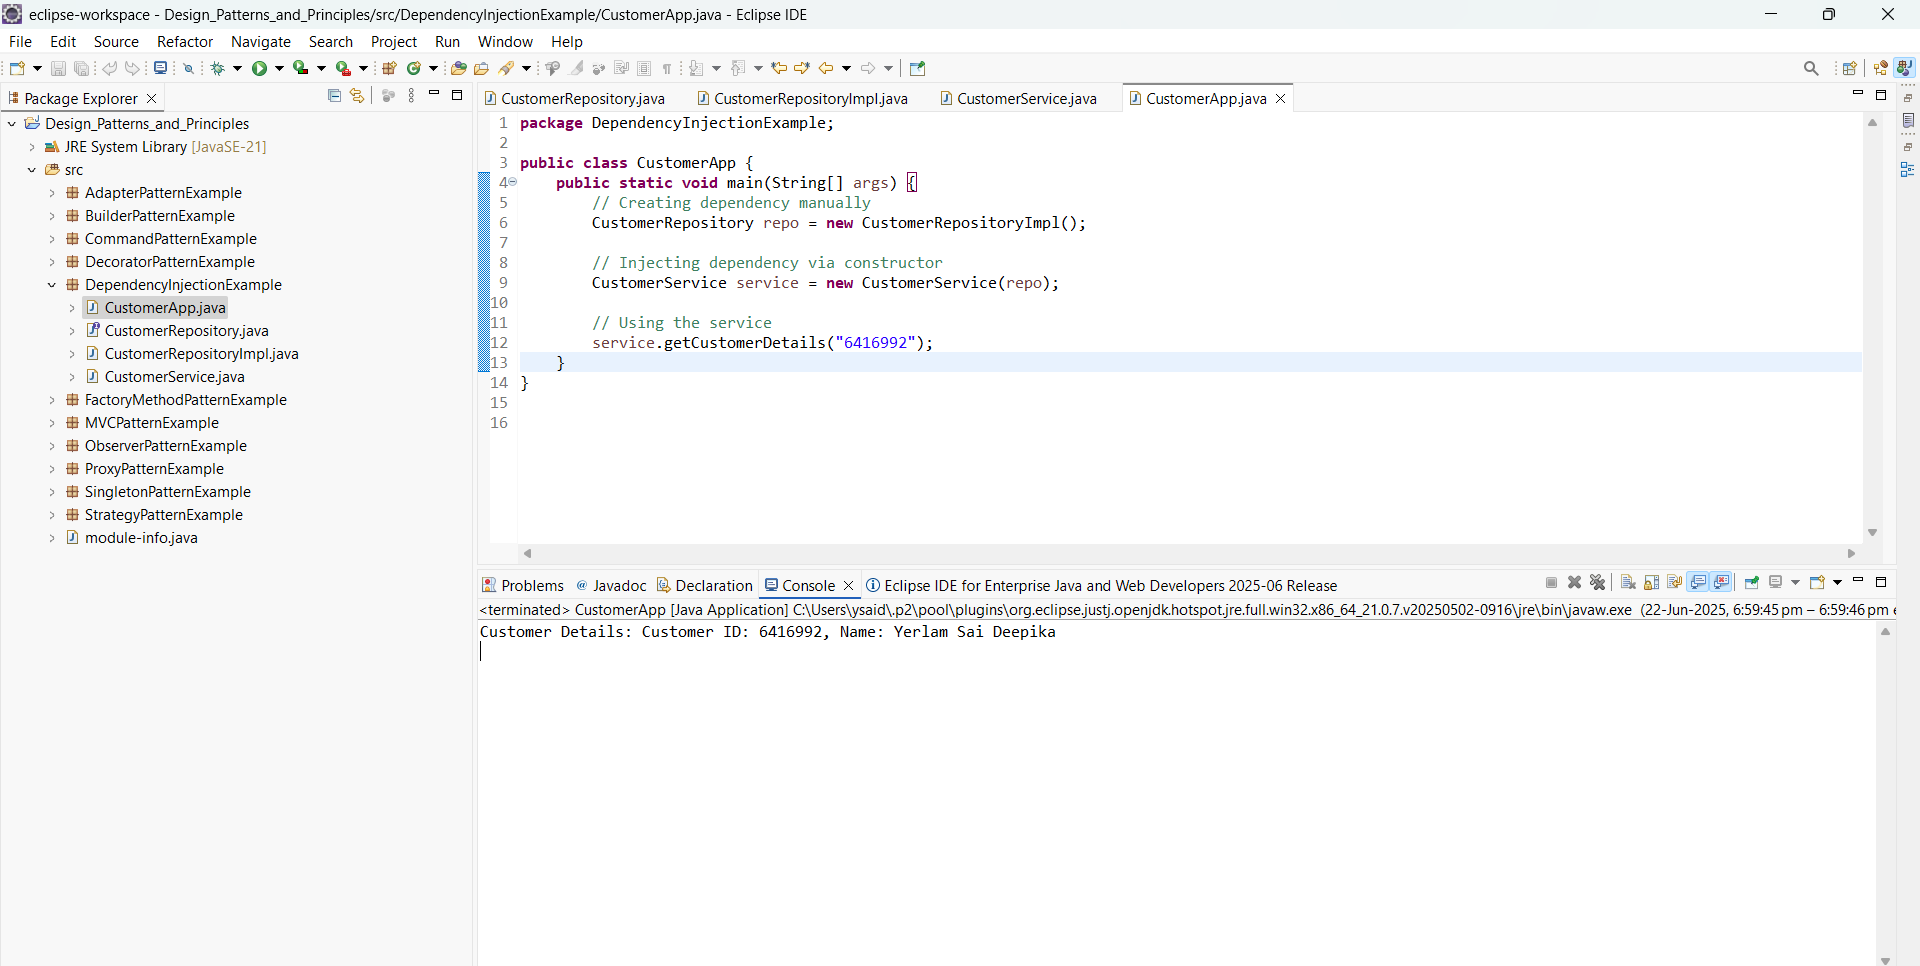 eclipse-workspace - Design_Patterns_and_Principles/src/DependencyInjectionExample/CustomerApp.java - Eclipse IDE
File Edit Source Refactor Navigate Search Project Run Window Help
Package Explorer
Design_Patterns_and_Principles
JRE System Library [JavaSE-21]
src
AdapterPatternExample
BuilderPatternExample
CommandPatternExample
DecoratorPatternExample
DependencyInjectionExample
CustomerApp.java
CustomerRepository.java
CustomerRepositoryImpl.java
CustomerService.java
FactoryMethodPatternExample
MVCPatternExample
ObserverPatternExample
ProxyPatternExample
SingletonPatternExample
StrategyPatternExample
module-info.java
CustomerRepository.java CustomerRepositoryImpl.java CustomerService.java CustomerApp.java
1 package DependencyInjectionExample;
2
3 public class CustomerApp {
4 public static void main(String[] args) {
5 // Creating dependency manually
6 CustomerRepository repo = new CustomerRepositoryImpl();
7
8 // Injecting dependency via constructor
9 CustomerService service = new CustomerService(repo);
10
11 // Using the service
12 service.getCustomerDetails("6416992");
13 }
14 }
15
16
Problems @ Javadoc Declaration Console Eclipse IDE for Enterprise Java and Web Developers 2025-06 Release
<terminated> CustomerApp [Java Application] C:\Users\ysaid\.p2\pool\plugins\org.eclipse.justj.openjdk.hotspot.jre.full.win32.x86_64_21.0.7.v20250502-0916\jre\bin\javaw.exe (22-Jun-2025, 6:59:45 pm – 6:59:46 pm e
Customer Details: Customer ID: 6416992, Name: Yerlam Sai Deepika